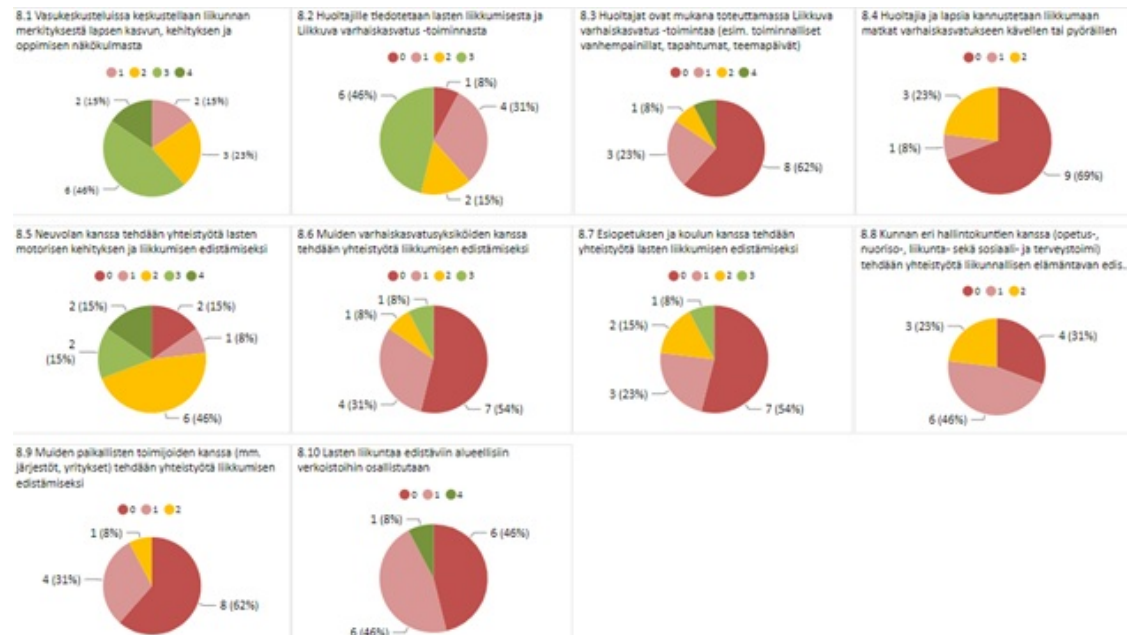 8.1 Vasukeskusteluissa keskustellaan liikunnan
merkityksestä lapsen kasvun, kehityksen ja
oppimisen näkökulmasta
1 2 3 4
2 (15%)
2 (15%)
3 (23%)
6 (46%)
8.2 Huoltajille tiedotetaan lasten liikkumisesta ja
Liikkuva varhaiskasvatus -toiminnasta
0 1 2 3
1 (8%)
6 (46%)
4 (31%)
2 (15%)
8.3 Huoltajat ovat mukana toteuttamassa Liikkuva
varhaiskasvatus -toimintaa (esim. toiminnalliset
vanhempainillat, tapahtumat, teemapäivät)
0 1 2 4
1 (8%)
3 (23%)
8 (62%)
8.4 Huoltajia ja lapsia kannustetaan liikkumaan
matkat varhaiskasvatukseen kävellen tai pyöräillen
0 1 2
3 (23%)
1 (8%)
9 (69%)
8.5 Neuvolan kanssa tehdään yhteistyötä lasten
motorisen kehityksen ja liikkumisen edistämiseksi
0 1 2 3 4
2 (15%)
2 (15%)
1 (8%)
2
(15%)
6 (46%)
8.6 Muiden varhaiskasvatusyksiköiden kanssa
tehdään yhteistyötä liikkumisen edistämiseksi
0 1 2 3
1 (8%)
1 (8%)
4 (31%)
7 (54%)
8.7 Esiopetuksen ja koulun kanssa tehdään
yhteistyötä lasten liikkumisen edistämiseksi
0 1 2 3
1 (8%)
2 (15%)
3 (23%)
7 (54%)
8.8 Kunnan eri hallintokuntien kanssa (opetus-,
nuoriso-, liikunta- sekä sosiaali- ja terveystoimi)
tehdään yhteistyötä liikunnallisen elämäntavan edis..
0 1 2
3 (23%)
4 (31%)
6 (46%)
8.9 Muiden paikallisten toimijoiden kanssa (mm.
järjestöt, yritykset) tehdään yhteistyötä liikkumisen
edistämiseksi
0 1 2
1 (8%)
4 (31%)
8 (62%)
8.10 Lasten liikuntaa edistäviin alueellisiin
verkoistoihin osallistutaan
0 1 4
1 (8%)
6 (46%)
6 (46%)